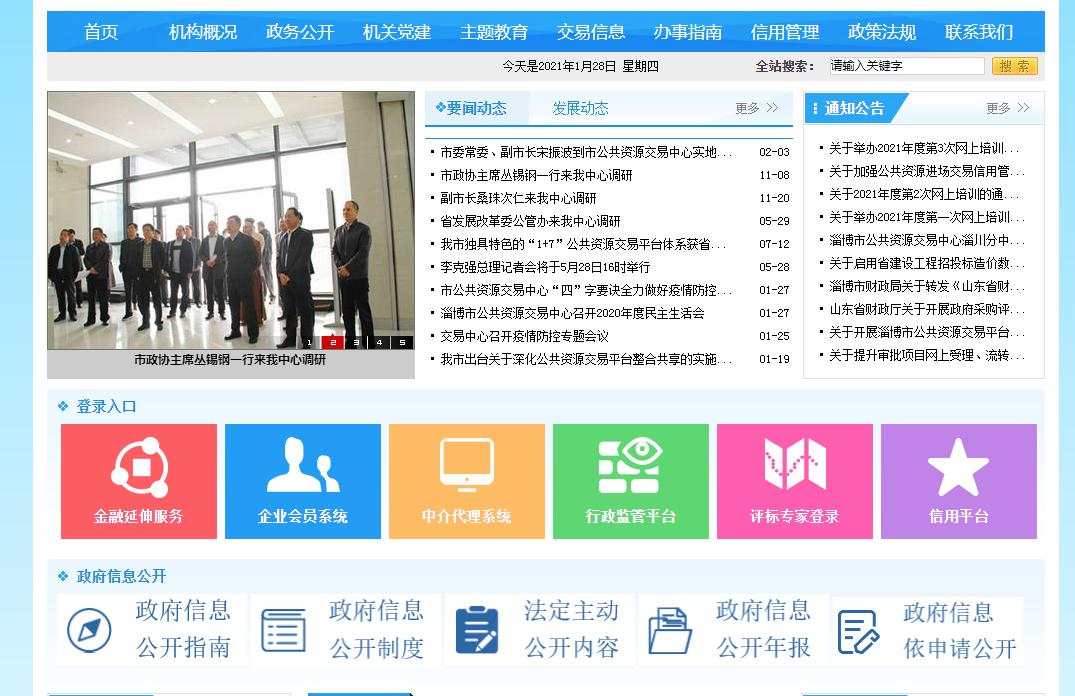 首页 机构概况 政务公开 机关党建 主题教育 交易信息 办事指南 信用管理 政策法规 联系我们
今天是2021年1月28日 星期四 全站搜索： 请输入关键字 搜 索
1 2 3 4 5
市政协主席丛锡钢一行来我中心调研
要闻动态 发展动态 更多
市委常委、副市长宋振波到市公共资源交易中心实地... 02-03
市政协主席丛锡钢一行来我中心调研 11-08
副市长桑珠次仁来我中心调研 11-20
省发展改革委公管办来我中心调研 05-29
我市独具特色的“1+7”公共资源交易平台体系获省... 07-12
李克强总理记者会将于5月28日16时举行 05-28
市公共资源交易中心“四”字要诀全力做好疫情防控... 01-27
淄博市公共资源交易中心召开2020年度民主生活会 01-27
交易中心召开疫情防控专题会议 01-25
我市出台关于深化公共资源交易平台整合共享的实施... 01-19
通知公告 更多
关于举办2021年度第3次网上培训...
关于加强公共资源进场交易信用管...
关于2021年度第2次网上培训的通...
关于举办2021年度第一次网上培训...
淄博市公共资源交易中心淄川分中...
关于启用省建设工程招投标造价数...
淄博市财政局关于转发《山东省财...
山东省财政厅关于开展政府采购评...
关于开展淄博市公共资源交易平台...
关于提升审批项目网上受理、流转...
登录入口
金融延伸服务 企业会员系统 中介代理系统 行政监管平台 评标专家登录 信用平台
政府信息公开
政府信息
公开指南
政府信息
公开制度
法定主动
公开内容
政府信息
公开年报
政府信息
依申请公开